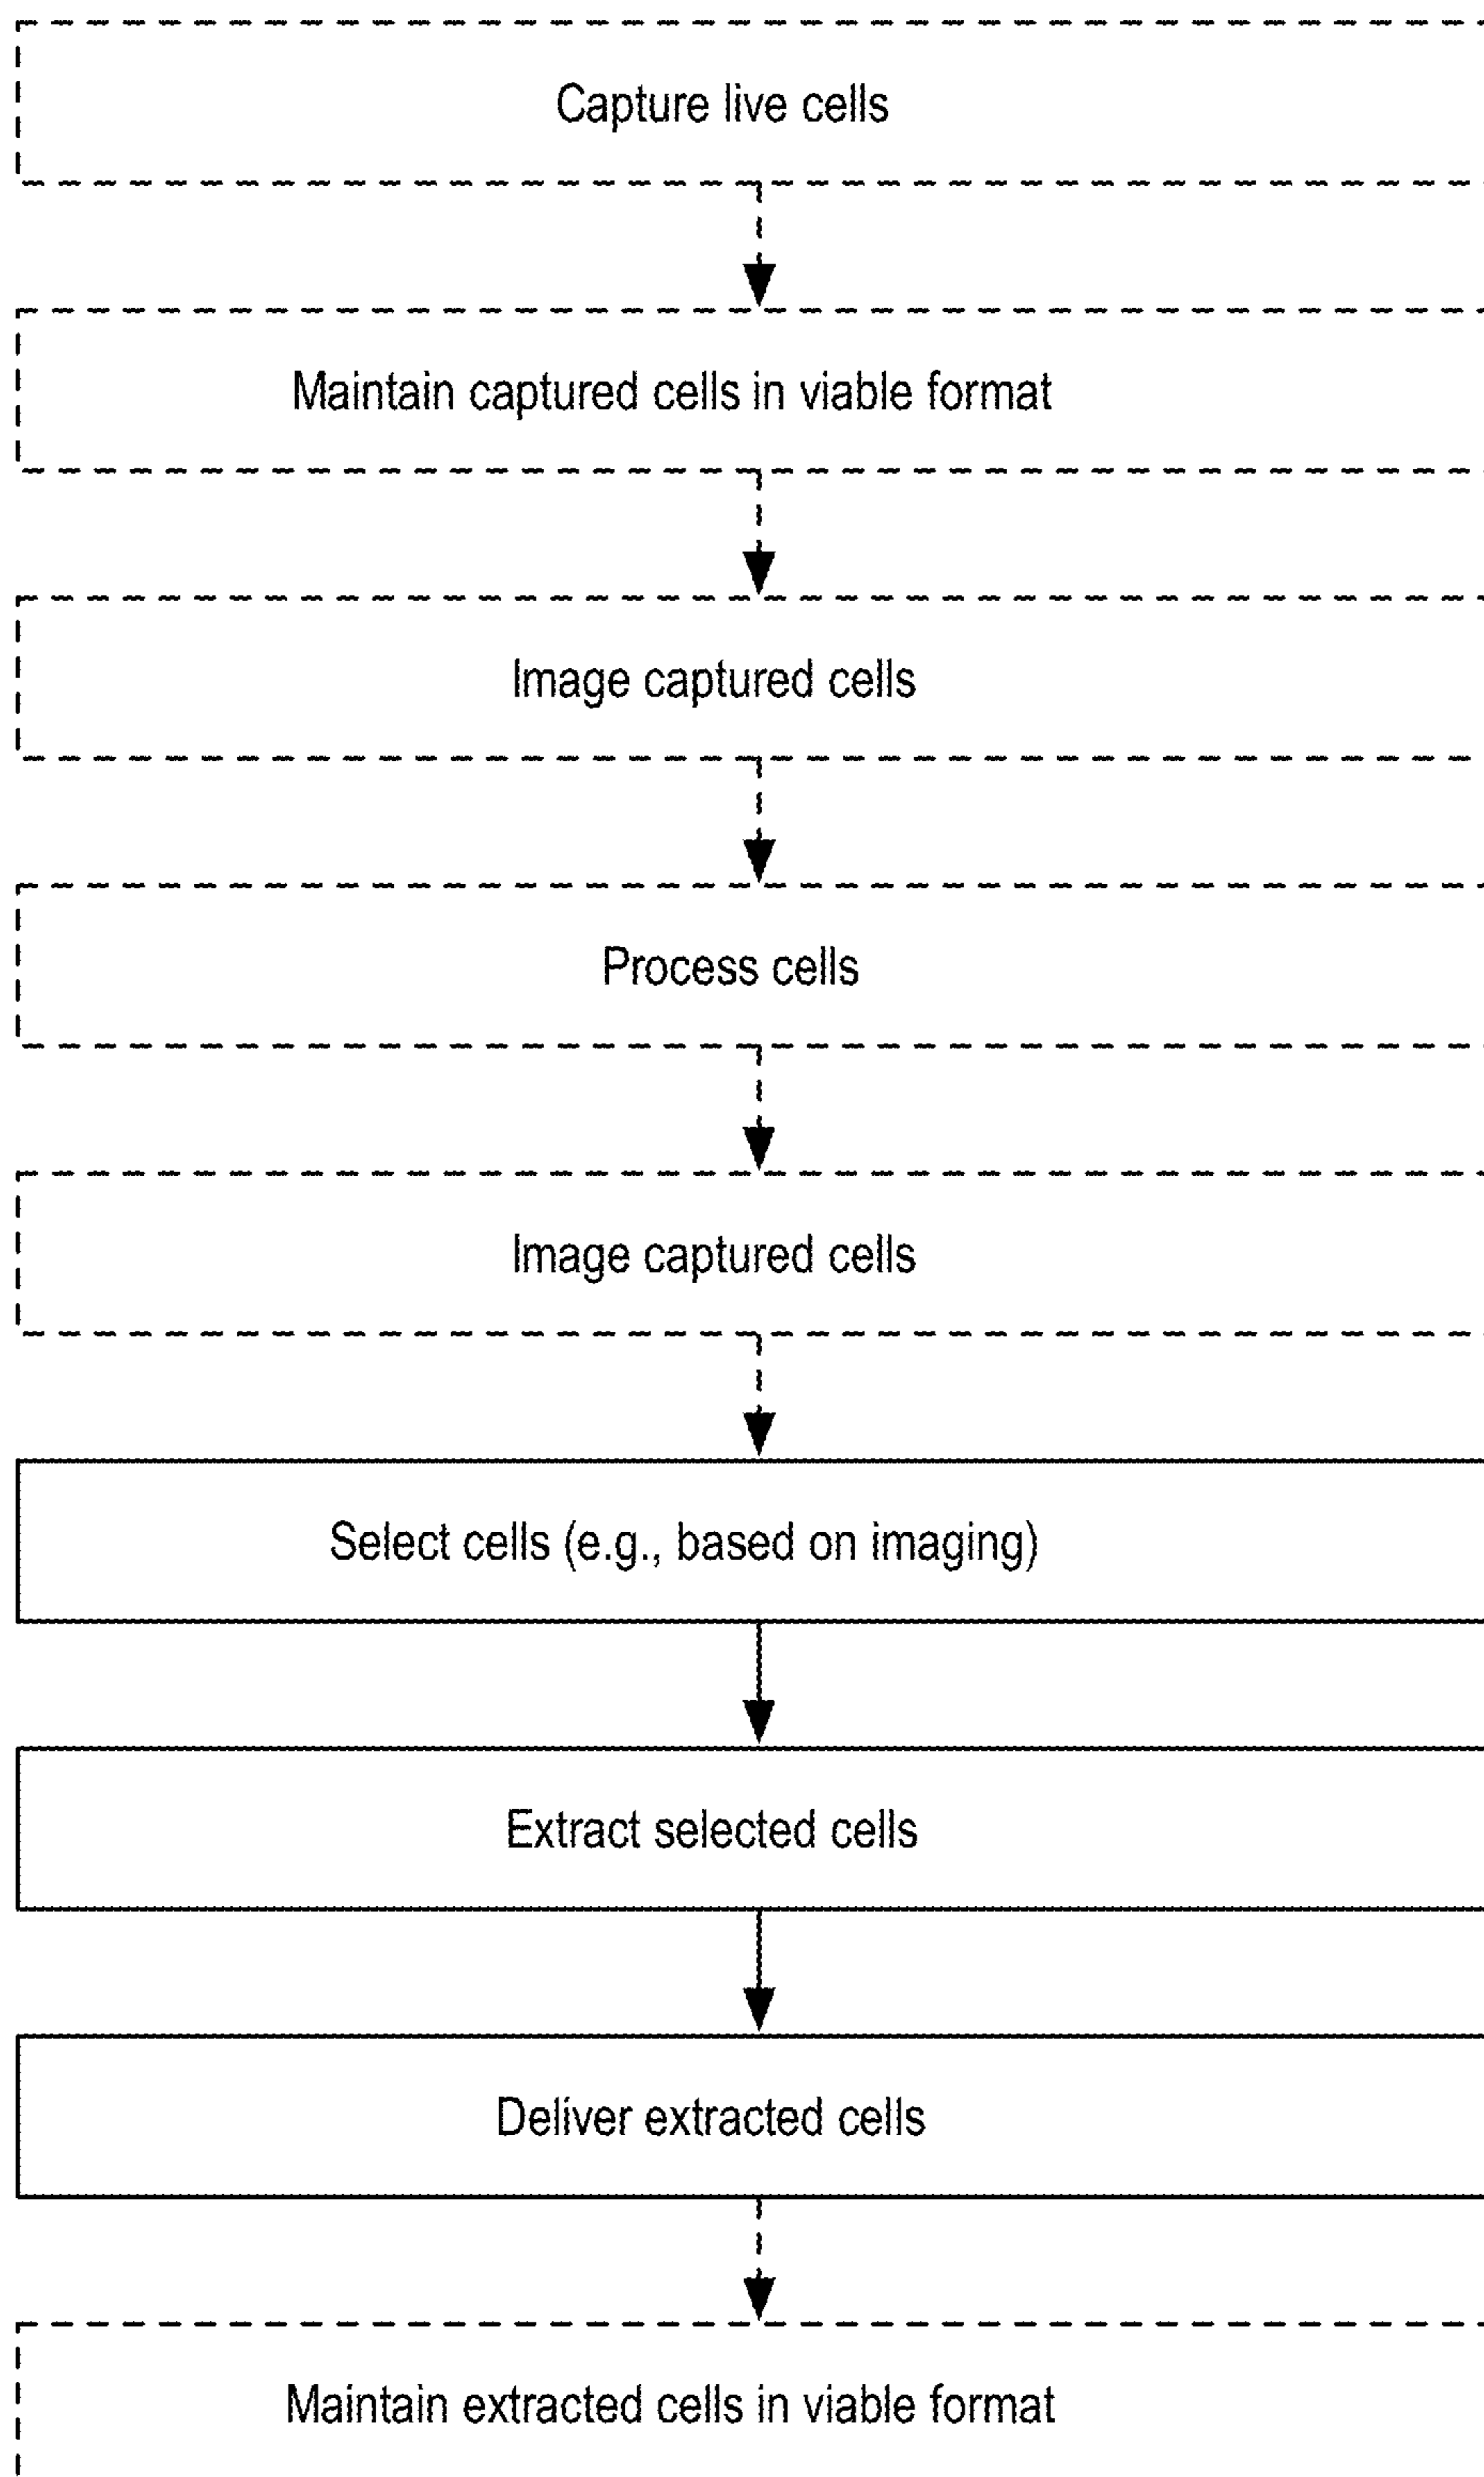 Capture live cells
Maintain captured cells in viable format
Image captured cells
Process cells
Image captured cells
Select cells (e.g., based on imaging)
Extract selected cells
Deliver extracted cells
Maintain extracted cells in viable format